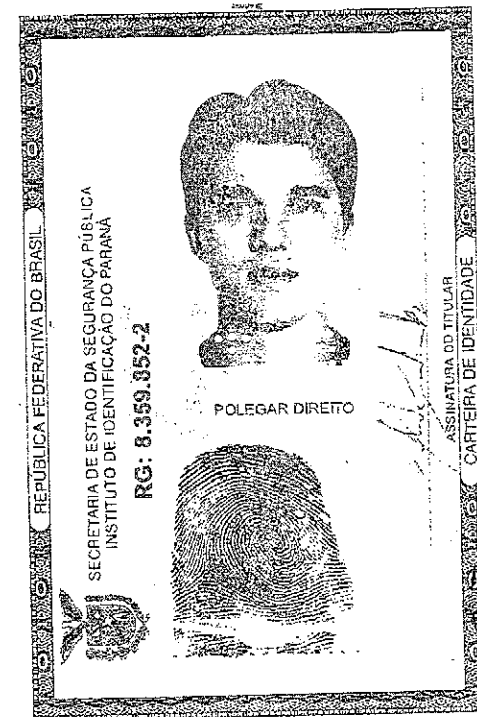 REPÚBLICA FEDERATIVA DO BRASIL
SECRETARIA DE ESTADO DA SEGURANÇA PÚBLICA
INSTITUTO DE IDENTIFICAÇÃO DO PARANÁ
RG: 8.359.852-2
POLEGAR DIREITO
ASSINATURA DO TITULAR
CARTEIRA DE IDENTIDADE